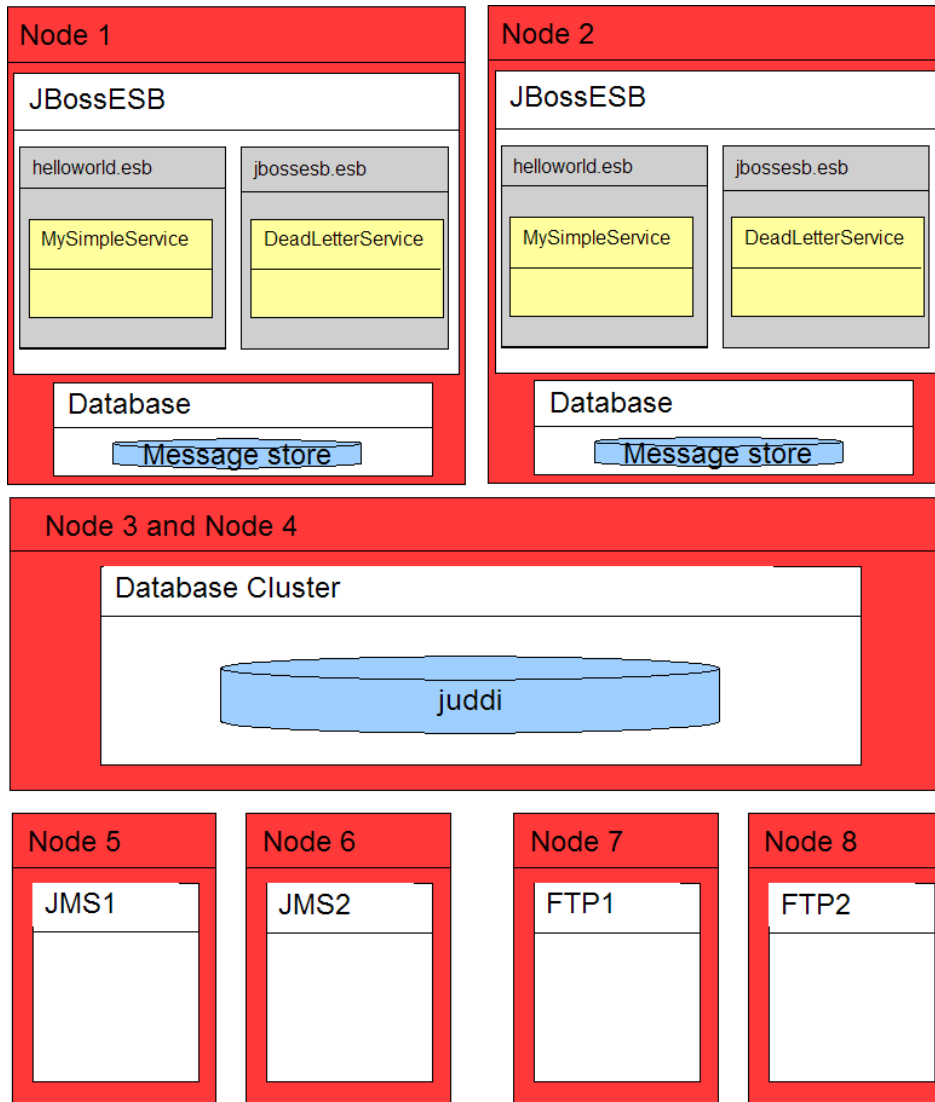 Node 1
JBossESB
helloworld.esb
MySimpleService
jbossesb.esb
DeadLetterService
Database
Message store
Node 2
JBossESB
helloworld.esb
MySimpleService
jbossesb.esb
DeadLetterService
Database
Message store
Node 3 and Node 4
Database Cluster
juddi
Node 5
JMS1
Node 6
JMS2
Node 7
FTP1
Node 8
FTP2